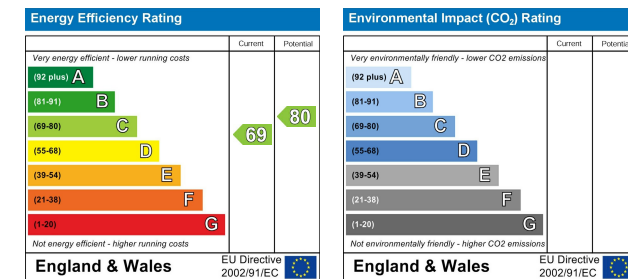 Energy Efficiency Rating
Current Potential
Very energy efficient - lower running costs
(92 plus) A
(81-91) B
(69-80) C
(55-68) D
(39-54) E
(21-38) F
(1-20) G
69
80
Not energy efficient - higher running costs
England & Wales
EU Directive
2002/91/EC
Environmental Impact (CO2) Rating
Current Potentia
Very environmentally friendly - lower CO2 emissions
(92 plus) A
(81-91) B
(69-80) C
(55-68) D
(39-54) E
(21-38) F
(1-20) G
Not environmentally friendly - higher CO2 emissions
England & Wales
EU Directive
2002/91/EC